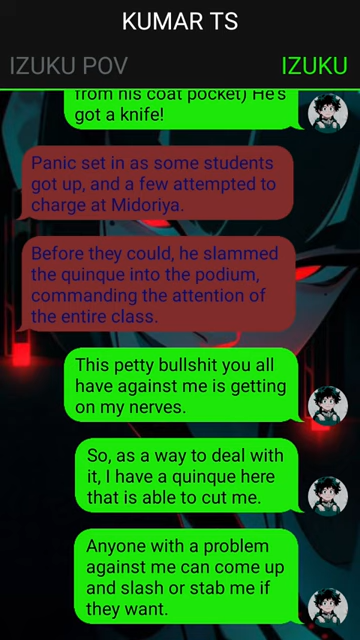 KUMAR TS
IZUKU POV
IZUKU
from his coat pocket) He's
got a knife!
Panic set in as some students
got up, and a few attempted to
charge at Midoriya.
Before they could, he slammed
the quinque into the podium,
commanding the attention of
the entire class.
This petty bullshit you all
have against me is getting
on my nerves.
So, as a way to deal with
it, I have a quinque here
that is able to cut me.
Anyone with a problem
against me can come up
and slash or stab me if
they want.